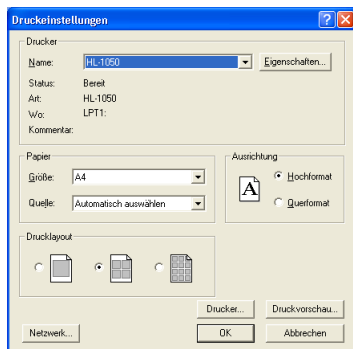 Druckeinstellungen
Drucker
Name:
HL-1050
Eigenschaften...
Status:
Bereit
Art:
HL-1050
Wo:
LPT1:
Kommentar:
Papier
Größe:
A4
Quelle:
Automatisch auswählen
Ausrichtung
A
Hochformat
Querformat
Drucklayout
Drucker...
Druckvorschau...
Netzwerk...
OK
Abbrechen